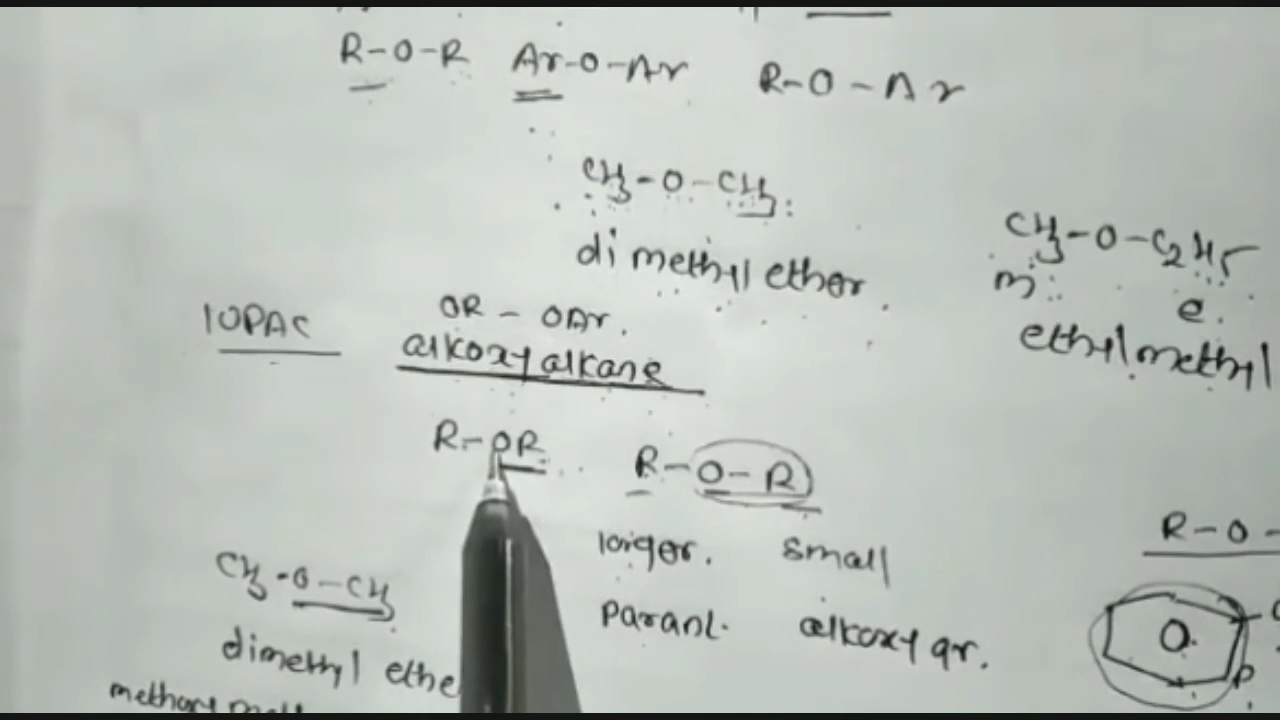 R-O-R Ar-O-Ar R-O-Ar
CH3-O-CH3
dimethyl ether
CH3-O-C2H5
m e.
ethylmethyl
IUPAC OR - OAr.
alkoxyalkane
R-OR R-O-R
larger. small
Paranl. alkoxy gr.
R-O-
CH3-O-CH3
dimethyl ethe
O